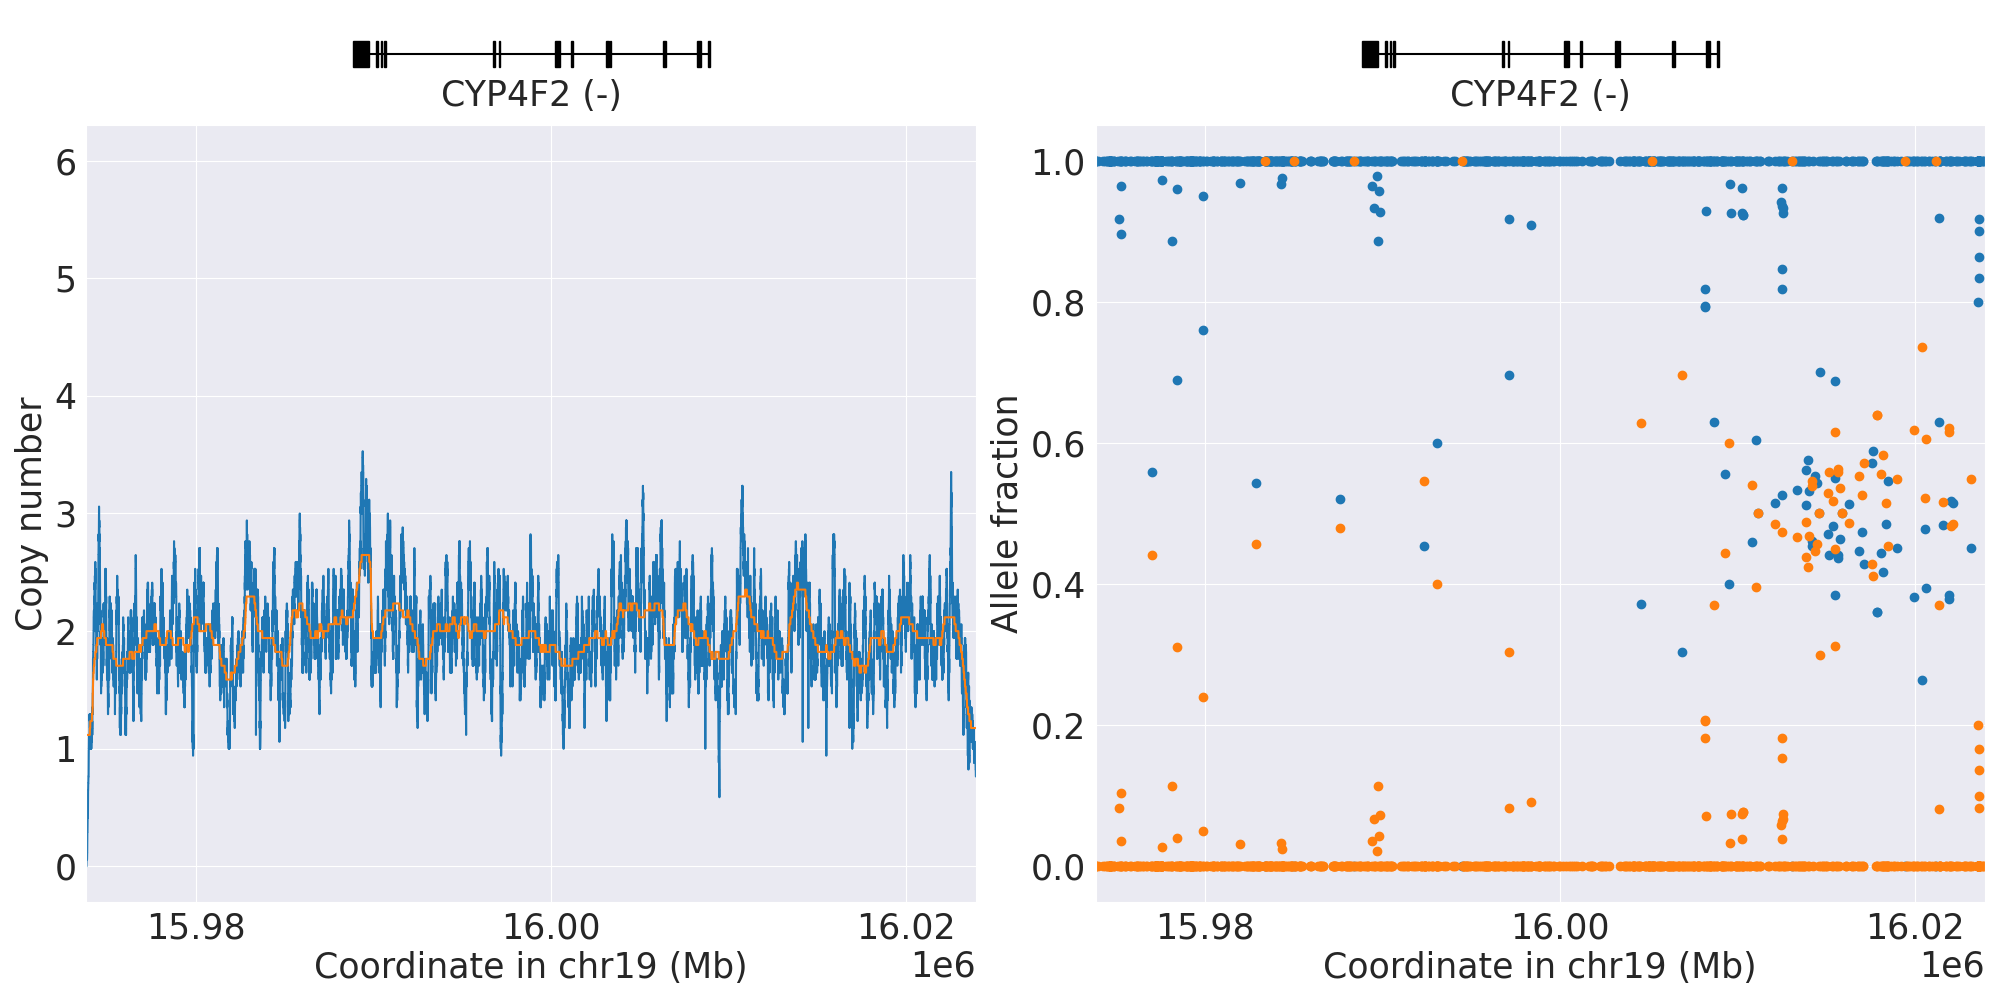 CYP4F2 (-)
6
5
4
3
2
1
0
Copy number
15.98
16.00
16.02
Coordinate in chr19 (Mb)
1e6
CYP4F2 (-)
1.0
0.8
0.6
0.4
0.2
0.0
Allele fraction
15.98
16.00
16.02
Coordinate in chr19 (Mb)
1e6